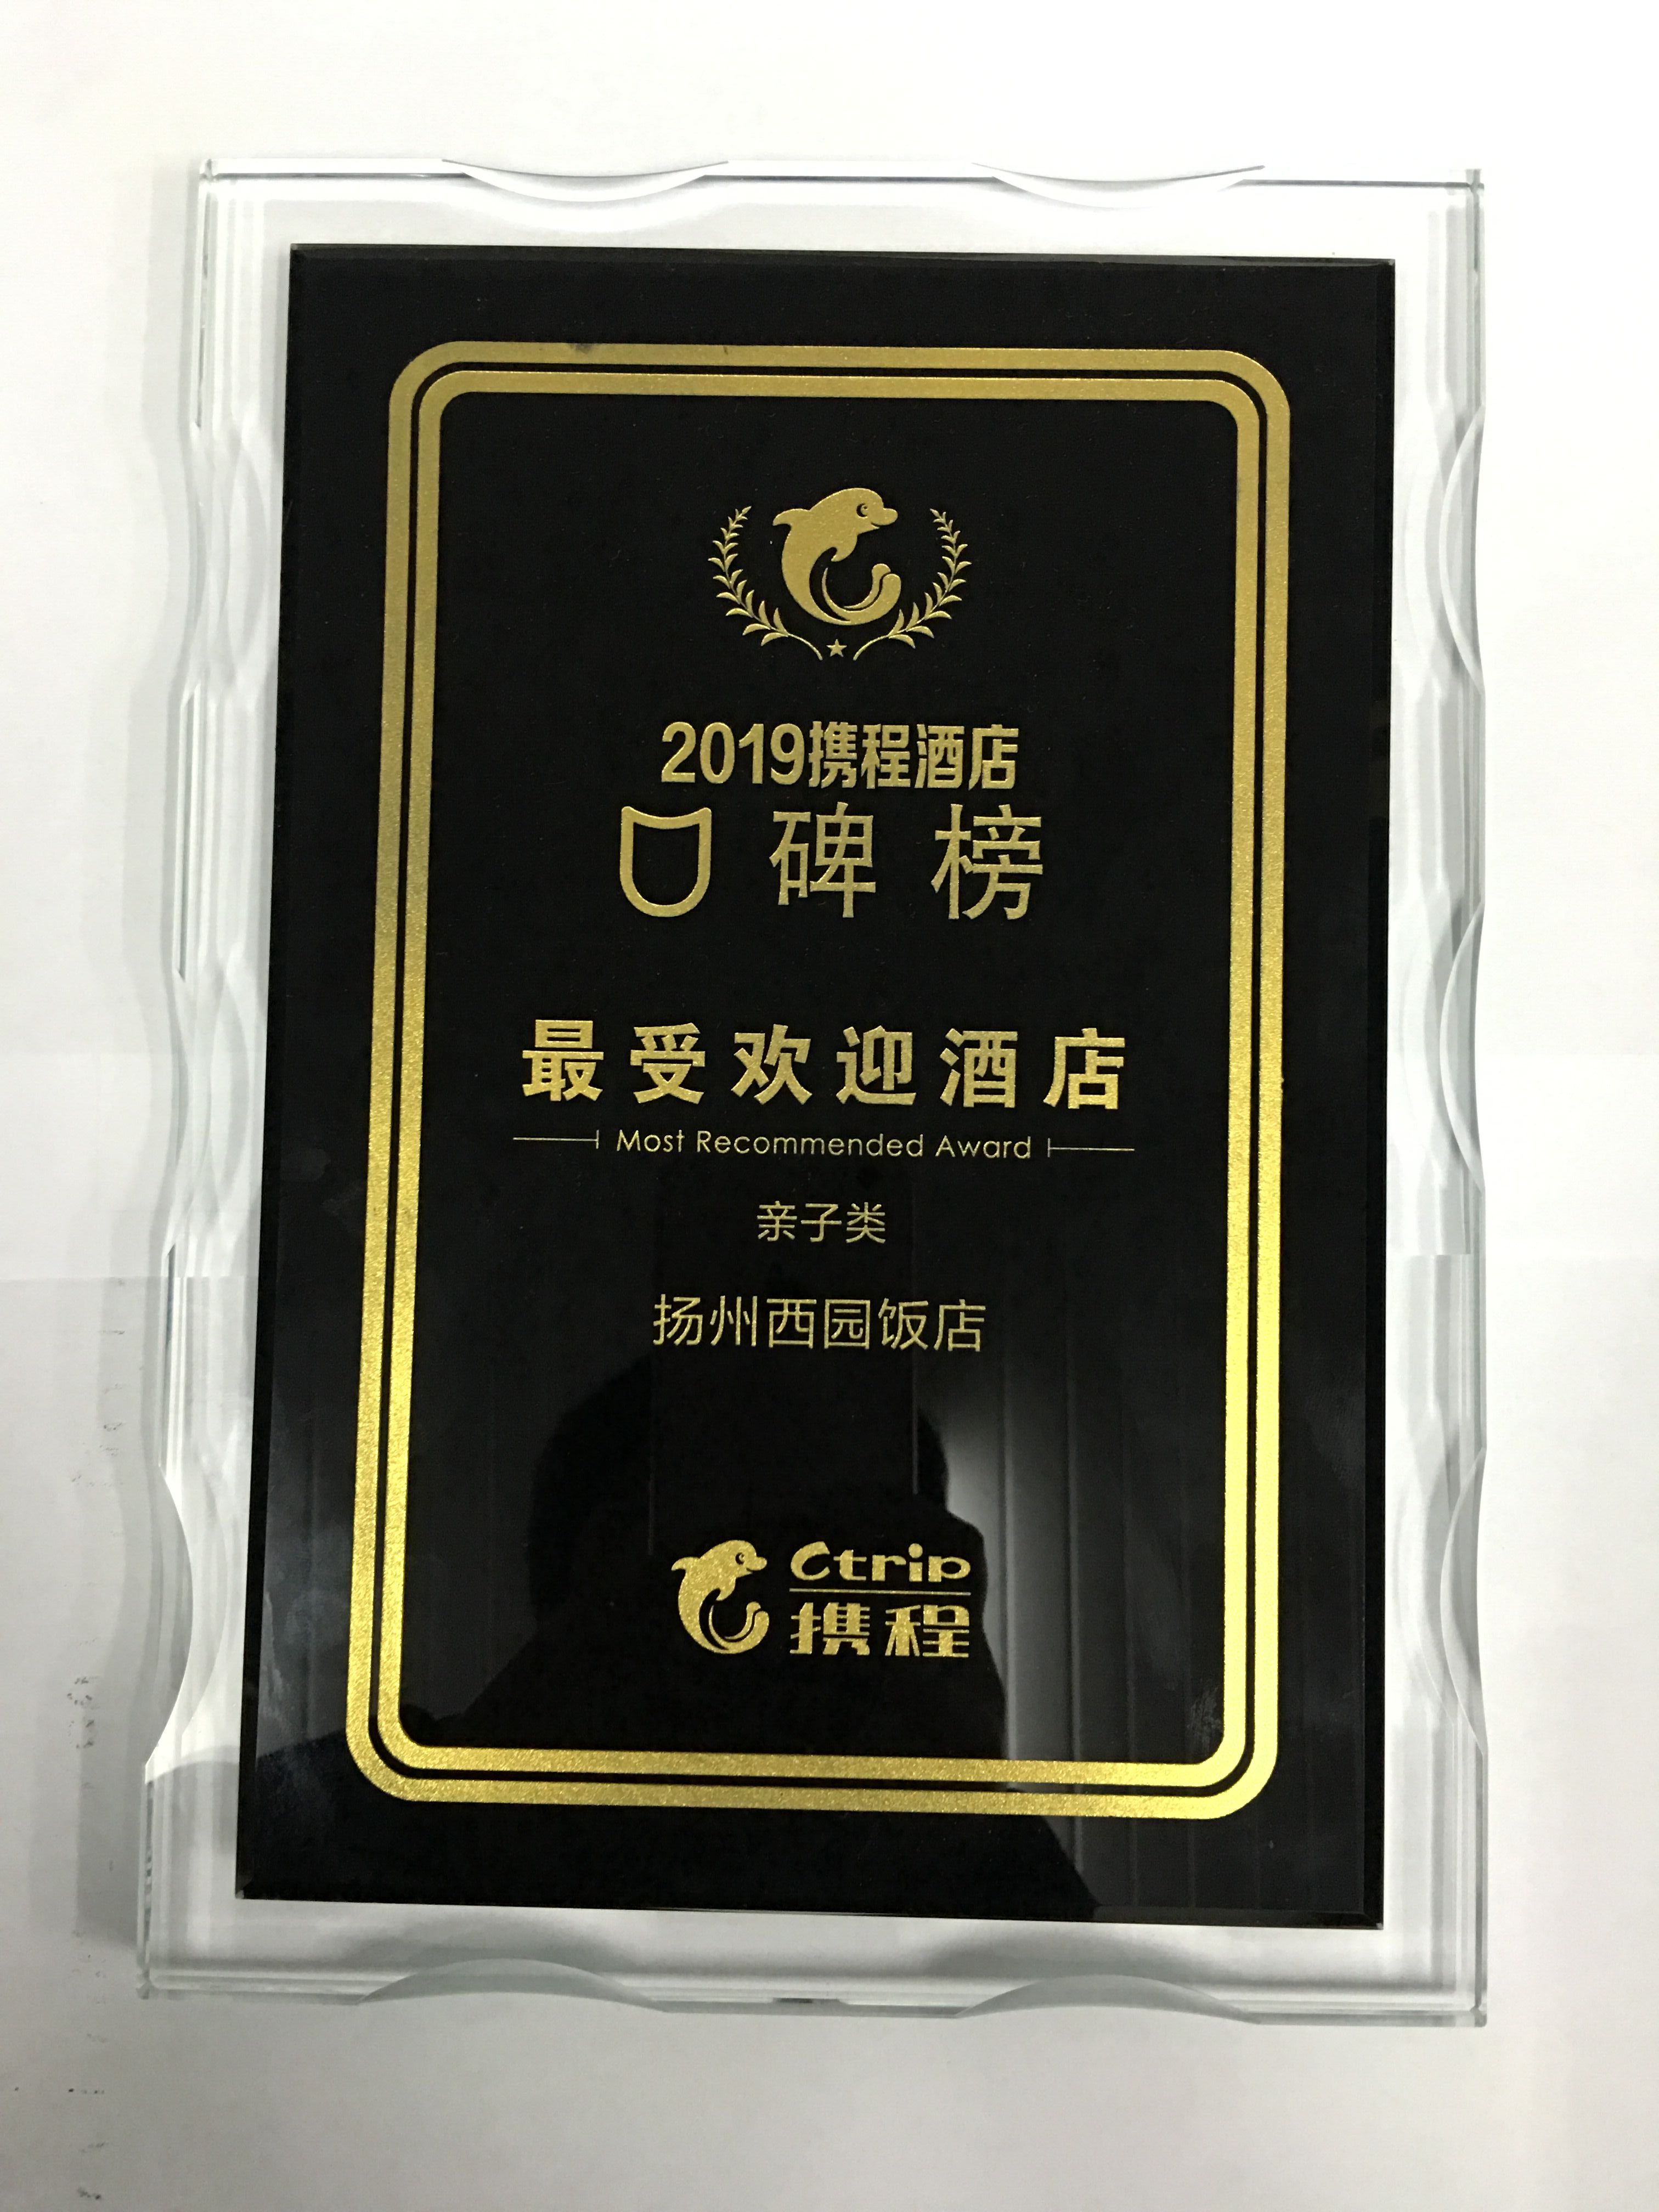 2019携程酒店
口碑榜
最受欢迎酒店
Most Recommended Award
亲子类
扬州西园饭店
Ctrip
携程